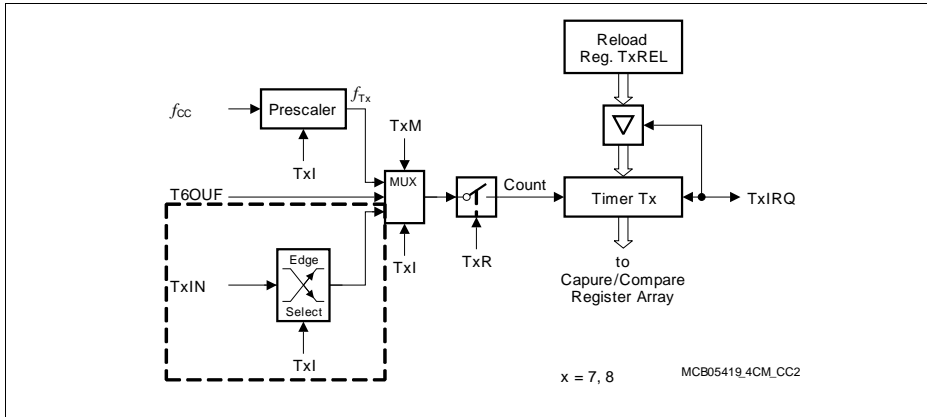 Reload
Reg. TxREL
fCC
Prescaler
fTx
TxI
TxM
MUX
T6OUF
TxI
TxR
Count
Timer Tx
TxIRQ
TxIN
Edge
Select
TxI
to
Capure/Compare
Register Array
x = 7, 8
MCB05419_4CM_CC2